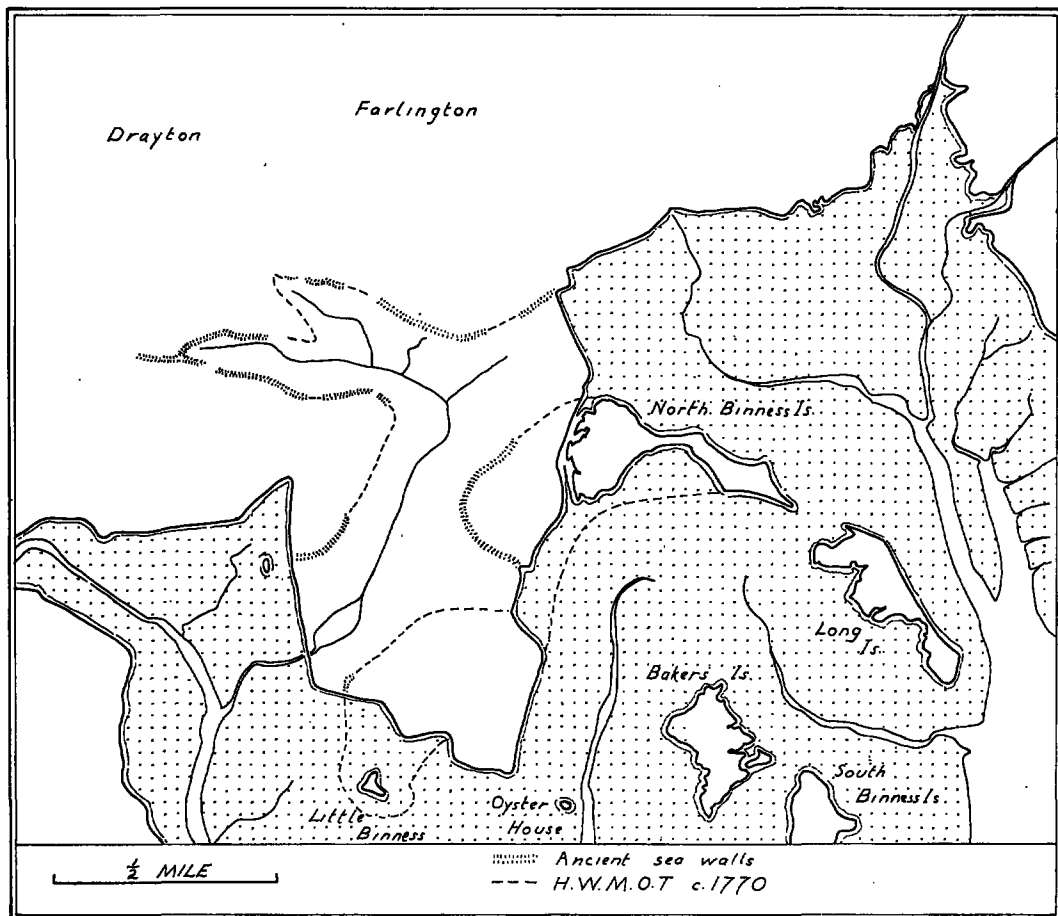 Farlington
Drayton
North. Binness Is.
Long
Is.
Bakers Is.
South
Binness Is.
Little
Binness
Oyster
House
½ MILE
Ancient sea walls
H.W.M.O.T c. 1770